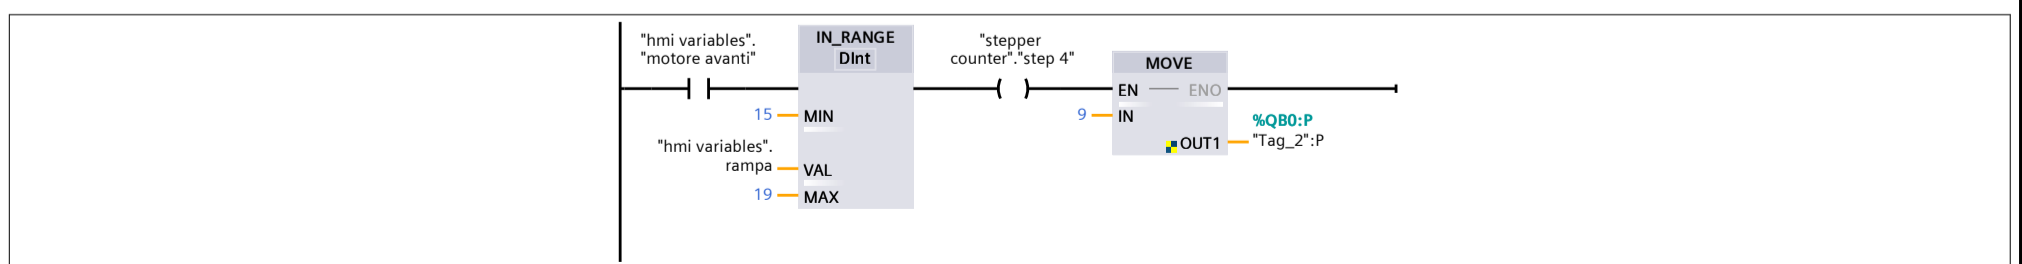 "hmi variables".
"motore avanti"
IN_RANGE
DInt
15
MIN
"hmi variables".
rampa
VAL
19
MAX
"stepper
counter"."step 4"
MOVE
EN
ENO
9
IN
OUT1
%QB0:P
"Tag_2":P